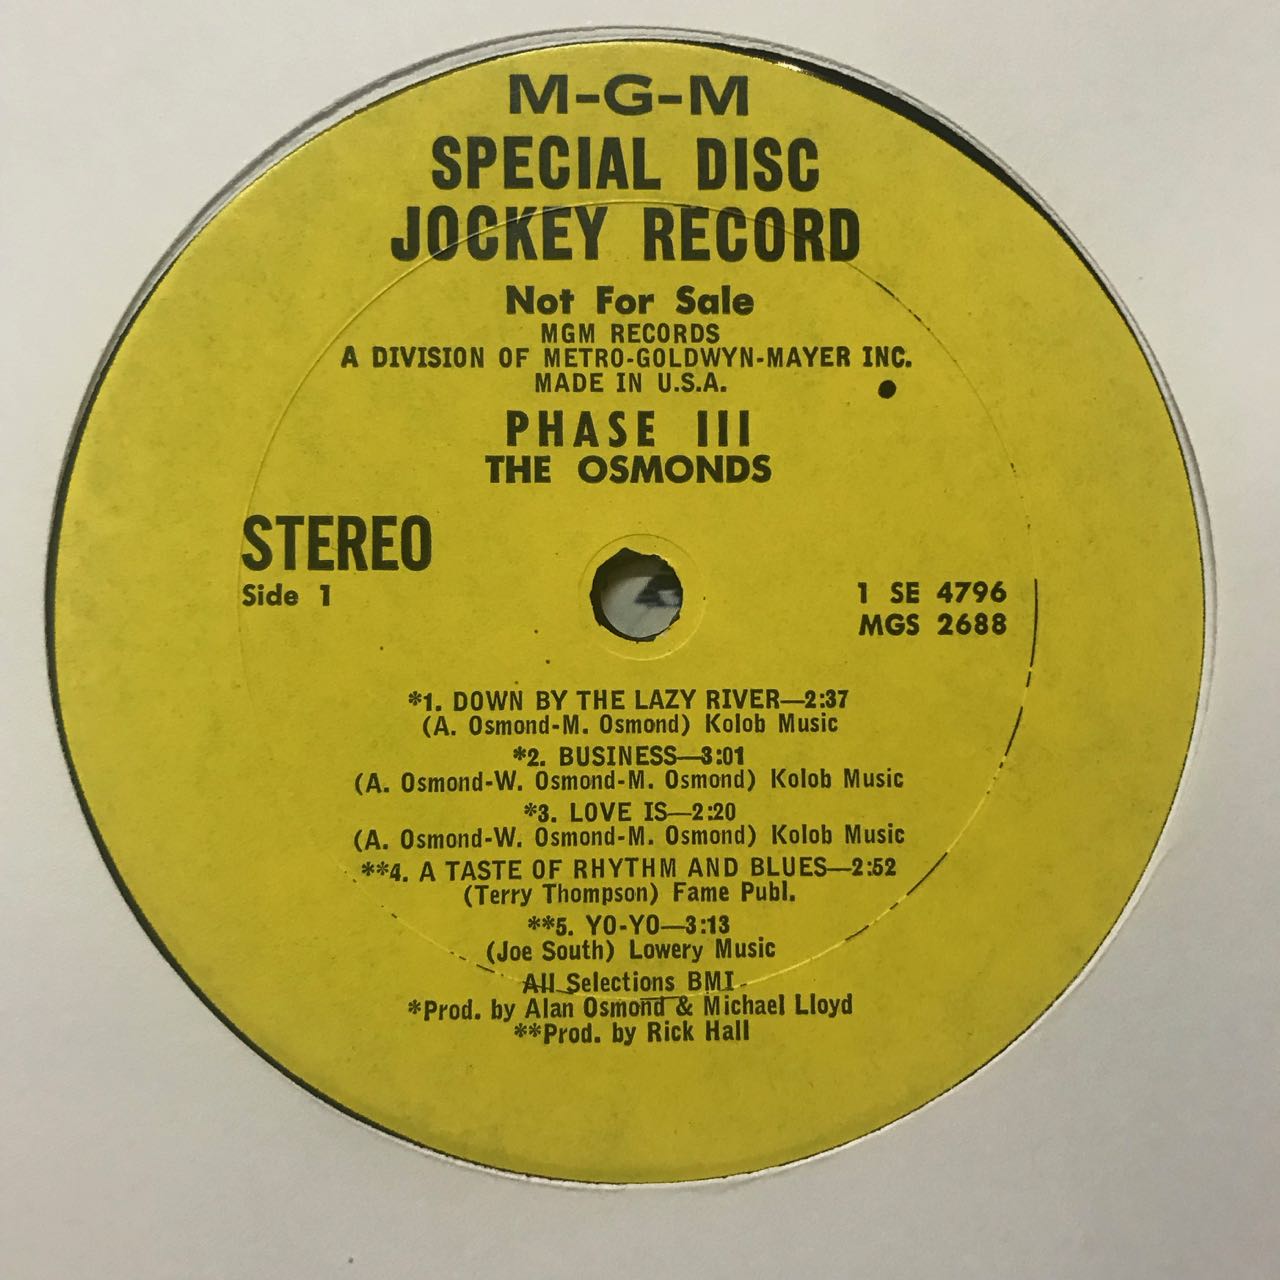 M-G-M
SPECIAL DISC
JOCKEY RECORD
Not For Sale
MGM RECORDS
A DIVISION OF METRO-GOLDWYN-MAYER INC.
MADE IN U.S.A.
PHASE III
THE OSMONDS
STEREO
Side 1
1 SE 4796
MGS 2688
*1. DOWN BY THE LAZY RIVER—2:37
(A. Osmond-M. Osmond) Kolob Music
*2. BUSINESS—3:01
(A. Osmond-W. Osmond-M. Osmond) Kolob Music
*3. LOVE IS—2:20
(A. Osmond-W. Osmond-M. Osmond) Kolob Music
**4. A TASTE OF RHYTHM AND BLUES—2:52
(Terry Thompson) Fame Publ.
**5. YO-YO—3:13
(Joe South) Lowery Music
All Selections BMI
*Prod. by Alan Osmond & Michael Lloyd
**Prod. by Rick Hall